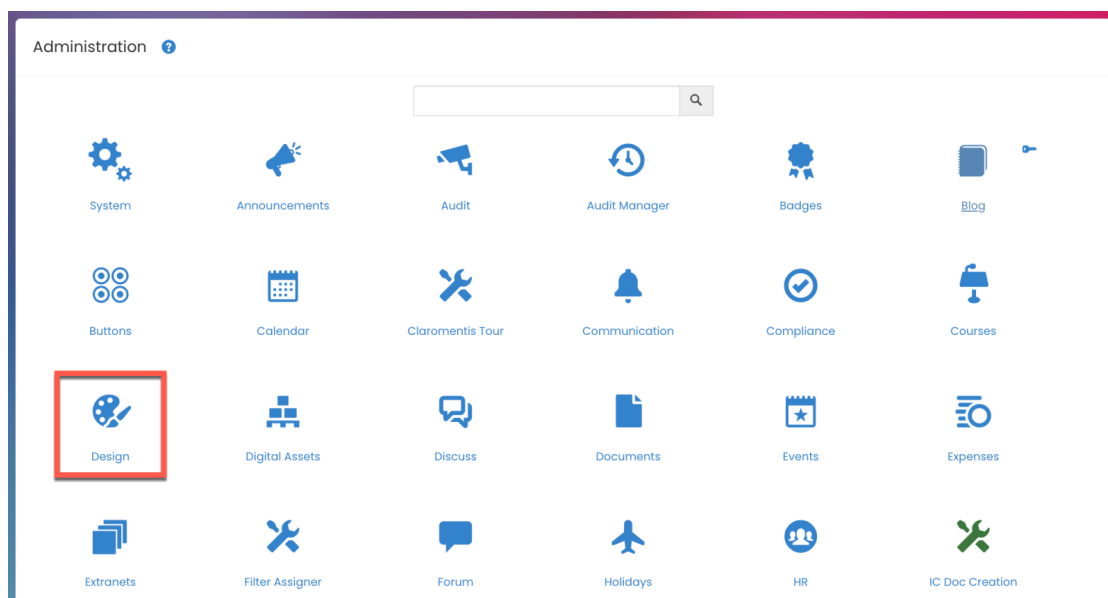 Administration ?
System Announcements Audit Audit Manager Badges Blog
Buttons Calendar Claromentis Tour Communication Compliance Courses
Design Digital Assets Discuss Documents Events Expenses
Extranets Filter Assigner Forum Holidays HR IC Doc Creation